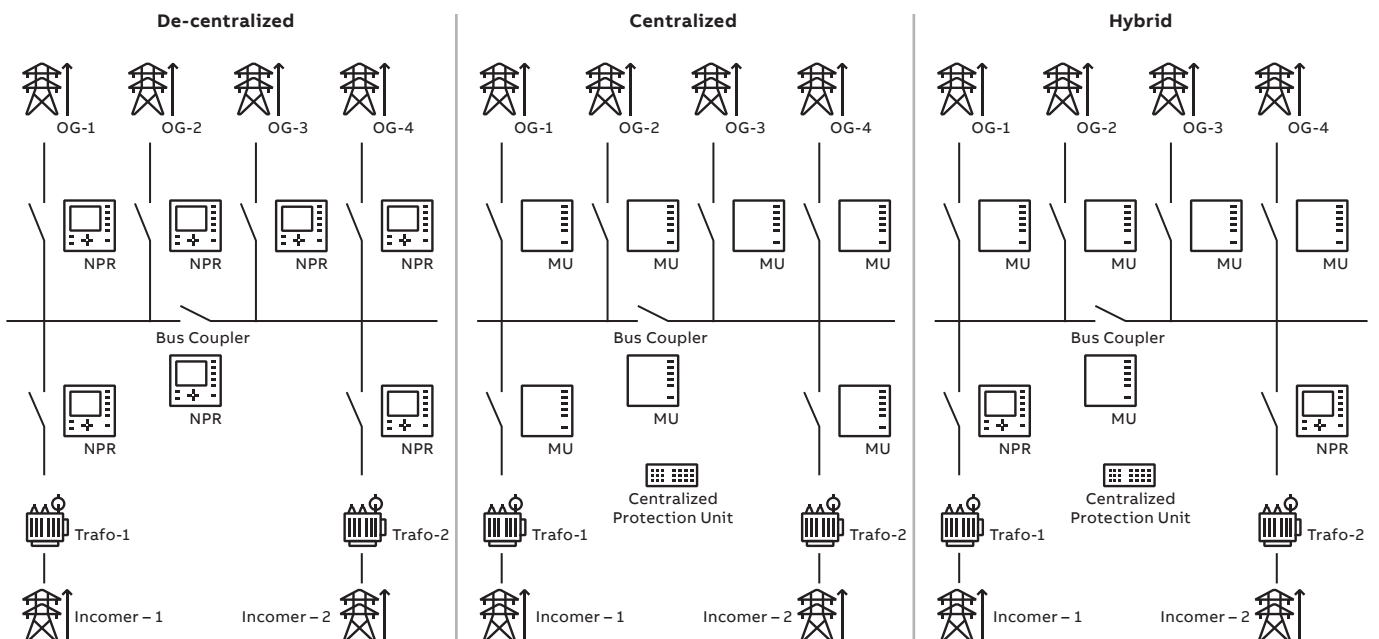 De-centralized
OG-1
OG-2
OG-3
OG-4
NPR
NPR
NPR
NPR
Bus Coupler
NPR
NPR
NPR
Trafo-1
Trafo-2
Incomer – 1
Incomer – 2
Centralized
OG-1
OG-2
OG-3
OG-4
MU
MU
MU
MU
Bus Coupler
MU
MU
MU
Centralized
Protection Unit
Trafo-1
Trafo-2
Incomer – 1
Incomer – 2
Hybrid
OG-1
OG-2
OG-3
OG-4
MU
MU
MU
MU
Bus Coupler
MU
NPR
NPR
Centralized
Protection Unit
Trafo-1
Trafo-2
Incomer – 1
Incomer – 2